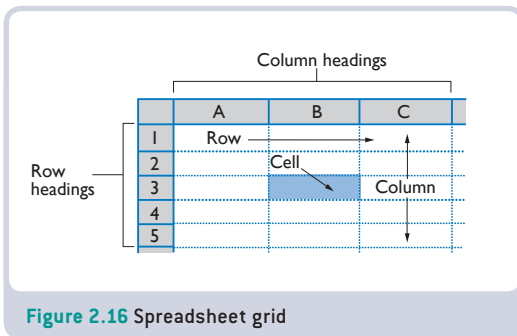 Column headings
A B C
1 Row
2 Cell
Row headings
3 Column
4
5
Figure 2.16 Spreadsheet grid